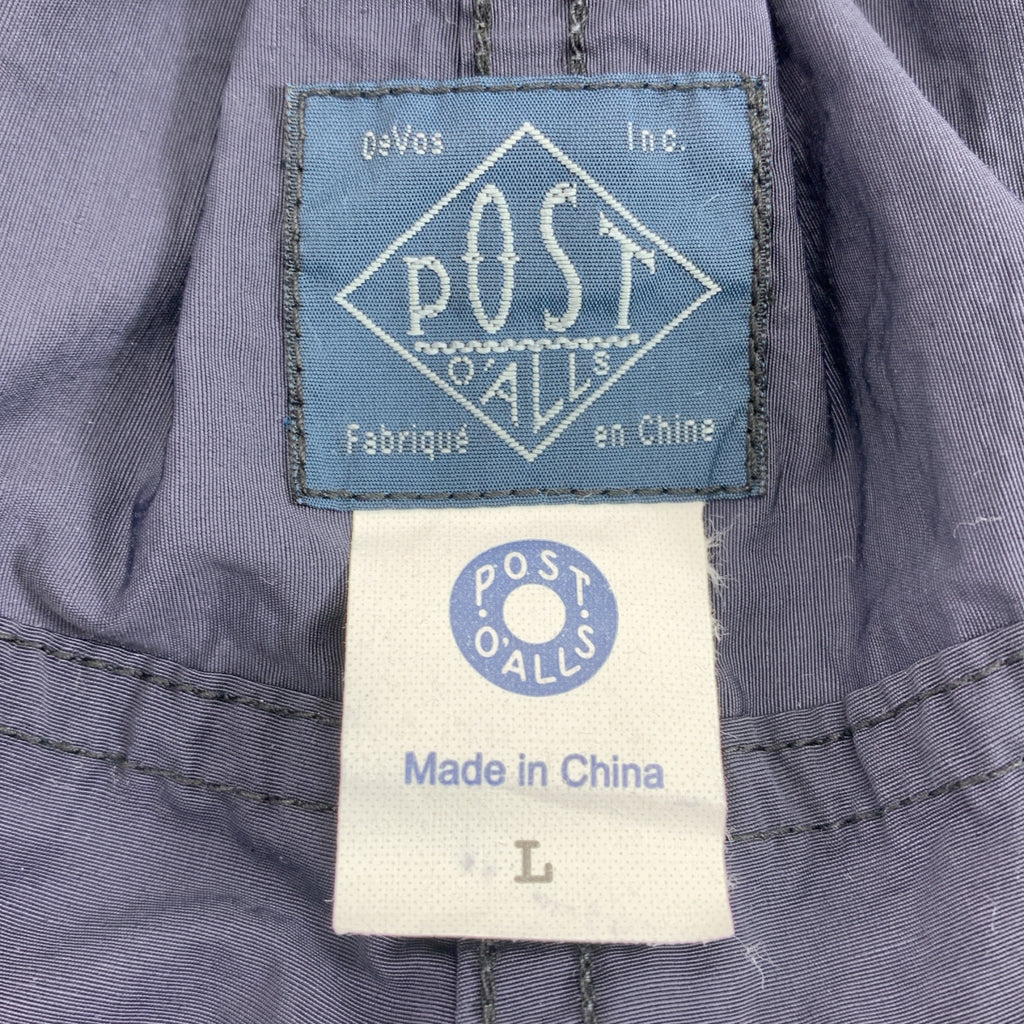 DeVos Inc.
POST
O'ALLS
Fabriqué en Chine
POST
O'ALLS
Made in China
L